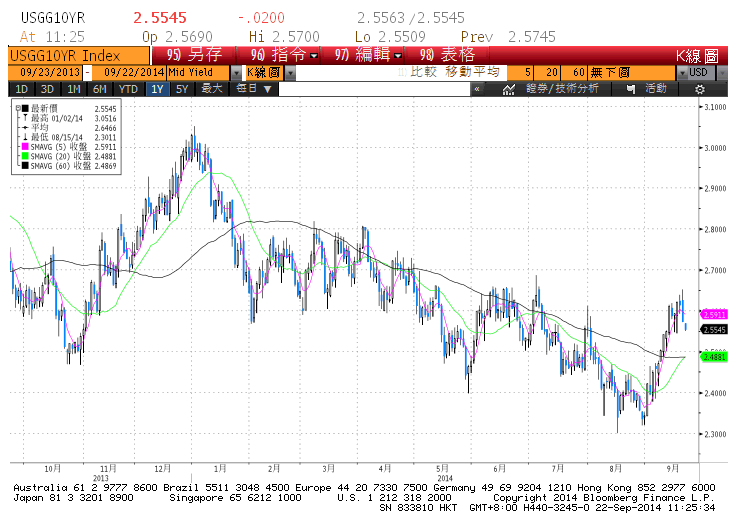 USGG10YR 2.5545 -.0200 2.5563/2.5545
At 11:25 Op 2.5690 Hi 2.5700 Lo 2.5509 Prev 2.5745
USGG10YR Index 95) 另存 96) 指令 97) 編輯 98) 表格 K線圖
09/23/2013 - 09/22/2014 Mid Yield K線圖 比較 移動平均 5 20 60 無下圖 USD
1D 3D 1M 6M YTD 1Y 5Y 最大 每日 ▼ « 證券/技術分析 活動
最新價 2.5545
最高 01/02/14 3.0516
平均 2.6466
最低 08/15/14 2.3011
SMAVG (5) 收盤 2.5911
SMAVG (20) 收盤 2.4881
SMAVG (60) 收盤 2.4869
3.1000
3.0000
2.9000
2.8000
2.7000
2.5911
2.5545
2.4881
2.4000
2.3000
10月 11月 12月 1月 2月 3月 4月 5月 6月 7月 8月 9月
2013 2014
Australia 61 2 9777 8600 Brazil 5511 3048 4500 Europe 44 20 7330 7500 Germany 49 69 9204 1210 Hong Kong 852 2977 6000
Japan 81 3 3201 8900 Singapore 65 6212 1000 U.S. 1 212 318 2000 Copyright 2014 Bloomberg Finance L.P.
SN 833810 HKT GMT+8:00 H440-3245-0 22-Sep-2014 11:25:34